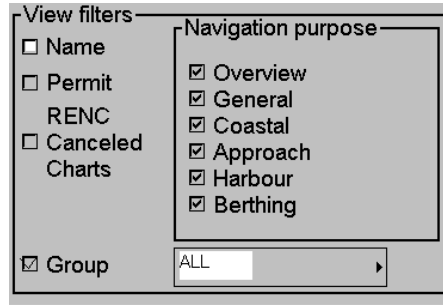 View filters
Name
Permit
RENC
Canceled
Charts
Group
Navigation purpose
Overview
General
Coastal
Approach
Harbour
Berthing
ALL